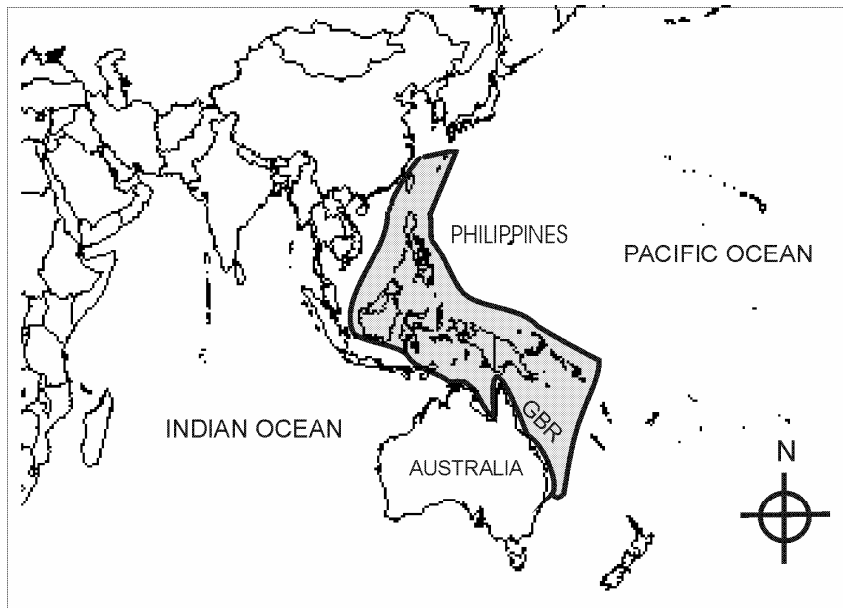 PHILIPPINES
PACIFIC OCEAN
INDIAN OCEAN
GBR
AUSTRALIA
N